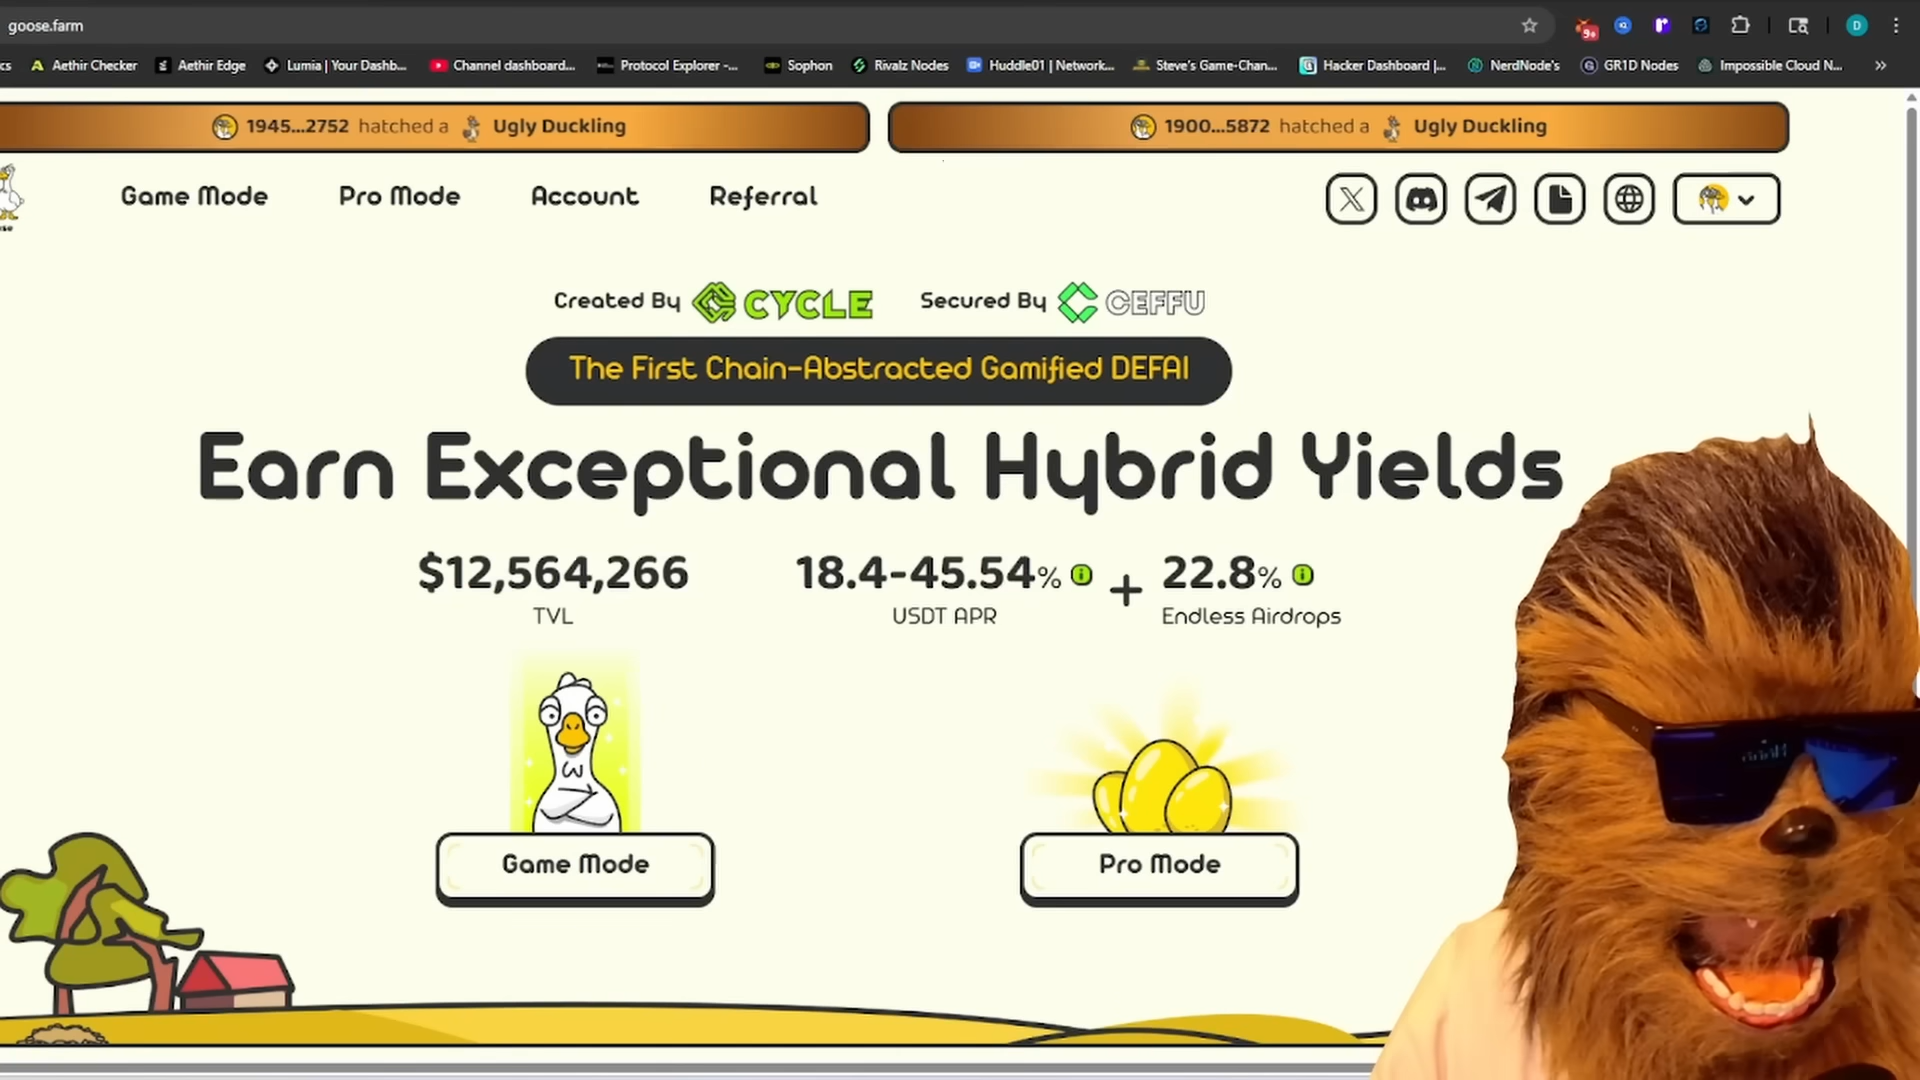 goose.farm
9+
D
cs
Aethir Checker
Aethir Edge
Lumia | Your Dashb...
Channel dashboard...
Protocol Explorer -...
Sophon
Rivalz Nodes
Huddle01 | Network...
Steve's Game-Chan...
Hacker Dashboard |...
NerdNode's
GR1D Nodes
Impossible Cloud N...
»
1945...2752 hatched a Ugly Duckling
1900...5872 hatched a Ugly Duckling
se
Game Mode
Pro Mode
Account
Referral
Created By CYCLE
Secured By CEFFU
The First Chain-Abstracted Gamified DEFAI
Earn Exceptional Hybrid Yields
$12,564,266
TVL
18.4-45.54%
USDT APR
+
22.8%
Endless Airdrops
Game Mode
Pro Mode